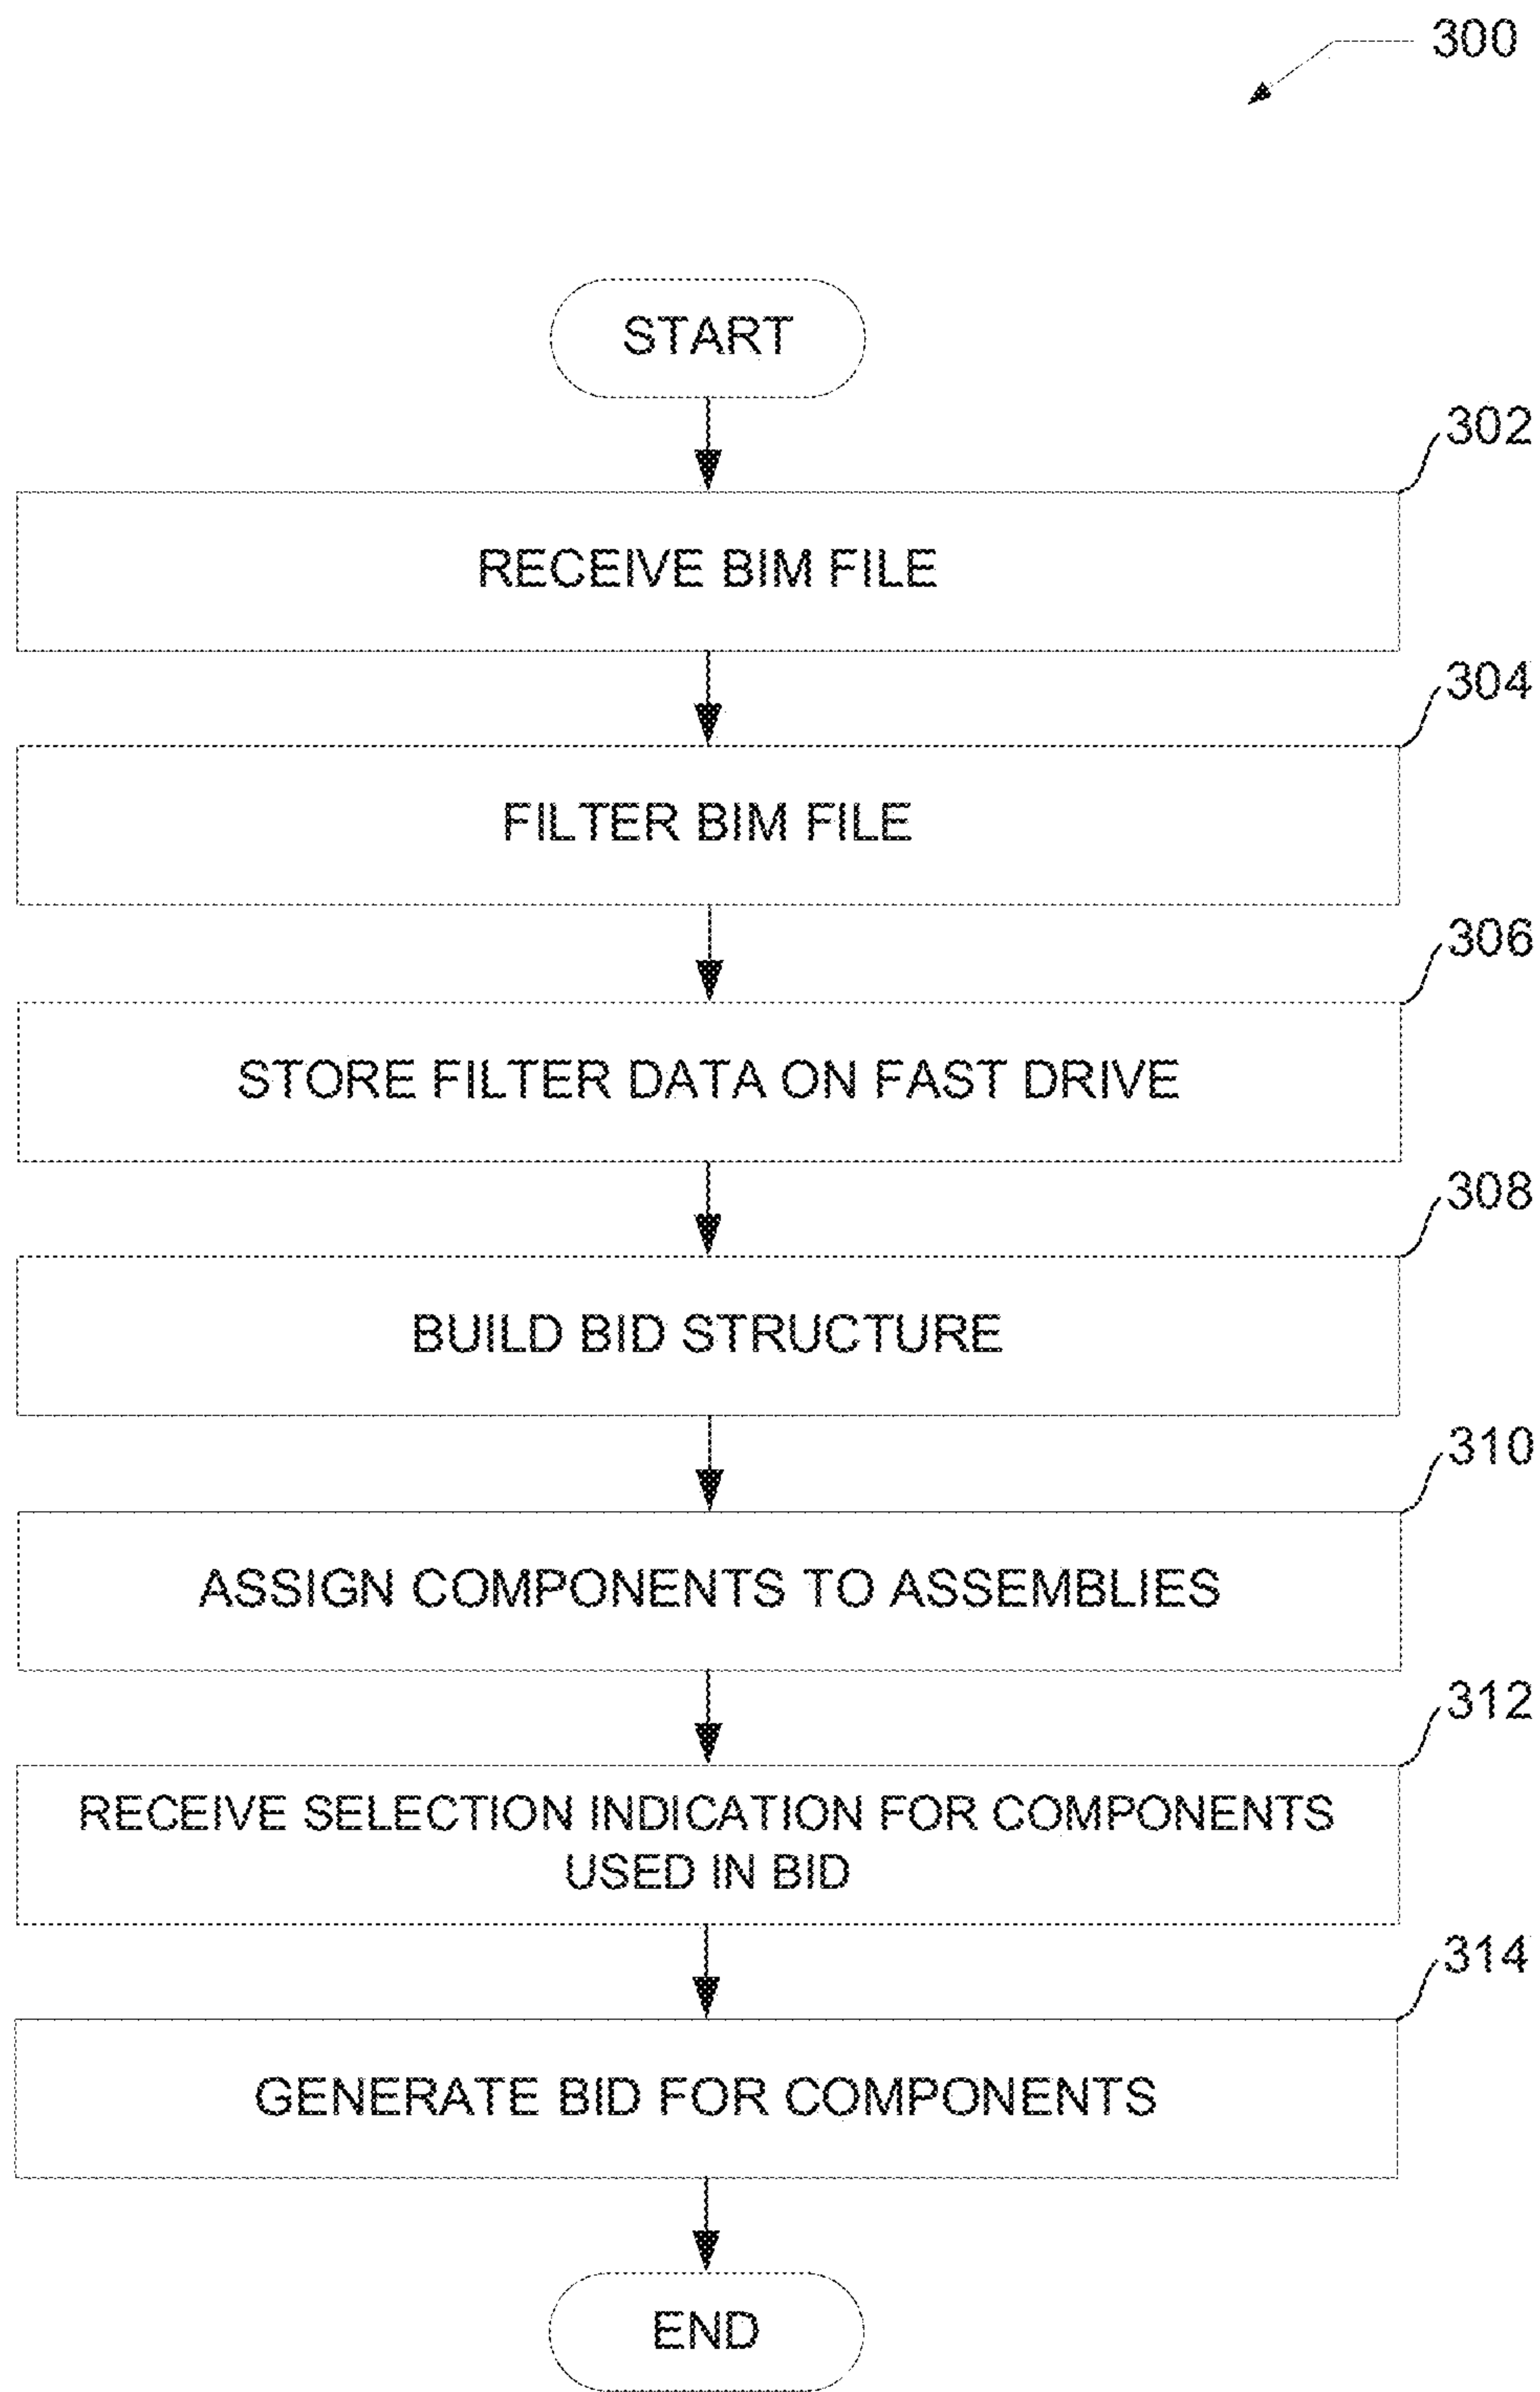 300
START
302
RECEIVE BIM FILE
304
FILTER BIM FILE
306
STORE FILTER DATA ON FAST DRIVE
308
BUILD BID STRUCTURE
310
ASSIGN COMPONENTS TO ASSEMBLIES
312
RECEIVE SELECTION INDICATION FOR COMPONENTS
USED IN BID
314
GENERATE BID FOR COMPONENTS
END